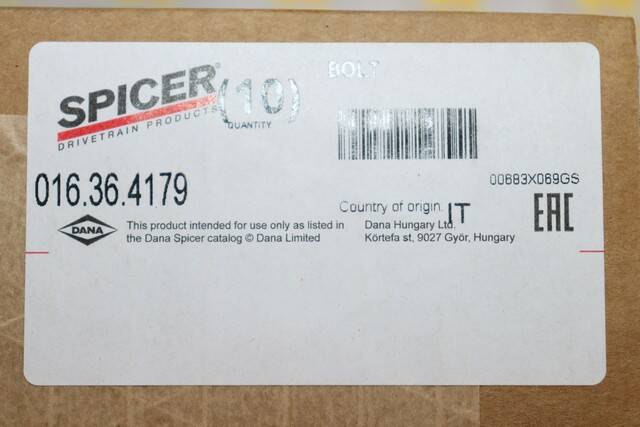 SPICER®
DRIVETRAIN PRODUCTS
(10)
QUANTITY
BOLT
016.36.4179
00683X069GS
Country of origin. IT
EAC
DANA
This product intended for use only as listed in
the Dana Spicer catalog © Dana Limited
Dana Hungary Ltd.
Körtefa st, 9027 Győr, Hungary